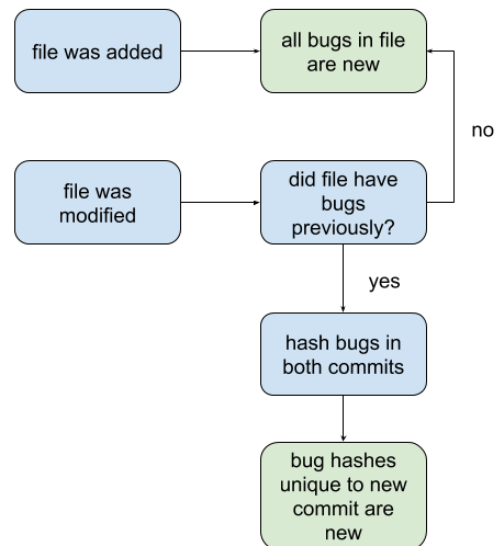 file was added
all bugs in file
are new
no
file was
modified
did file have
bugs
previously?
yes
hash bugs in
both commits
bug hashes
unique to new
commit are
new